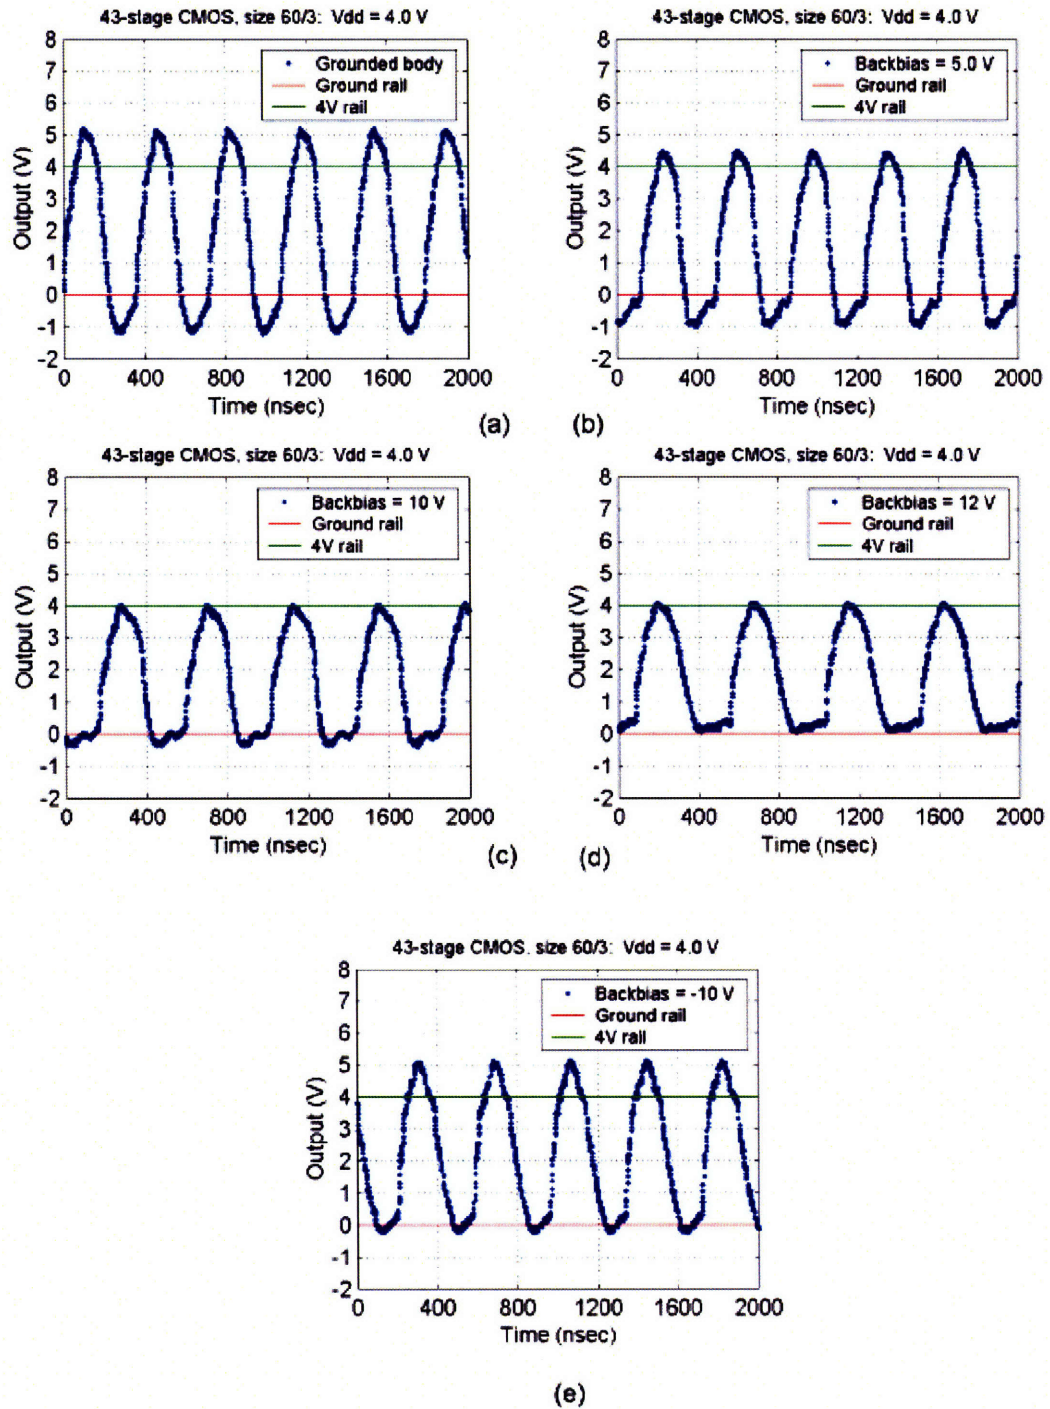 43-stage CMOS, size 60/3: Vdd = 4.0 V
8
7
6
5
4
3
2
1
0
-1
-2
Output (V)
Grounded body
Ground rail
4V rail
0 400 800 1200 1600 2000
Time (nsec)
(a)
43-stage CMOS, size 60/3: Vdd = 4.0 V
8
7
6
5
4
3
2
1
0
-1
-2
Output (V)
Backbias = 5.0 V
Ground rail
4V rail
0 400 800 1200 1600 2000
Time (nsec)
(b)
43-stage CMOS, size 60/3: Vdd = 4.0 V
8
7
6
5
4
3
2
1
0
-1
-2
Output (V)
Backbias = 10 V
Ground rail
4V rail
0 400 800 1200 1600 2000
Time (nsec)
(c)
43-stage CMOS, size 60/3: Vdd = 4.0 V
8
7
6
5
4
3
2
1
0
-1
-2
Output (V)
Backbias = 12 V
Ground rail
4V rail
0 400 800 1200 1600 2000
Time (nsec)
(d)
43-stage CMOS, size 60/3: Vdd = 4.0 V
8
7
6
5
4
3
2
1
0
-1
-2
Output (V)
Backbias = -10 V
Ground rail
4V rail
0 400 800 1200 1600 2000
Time (nsec)
(e)